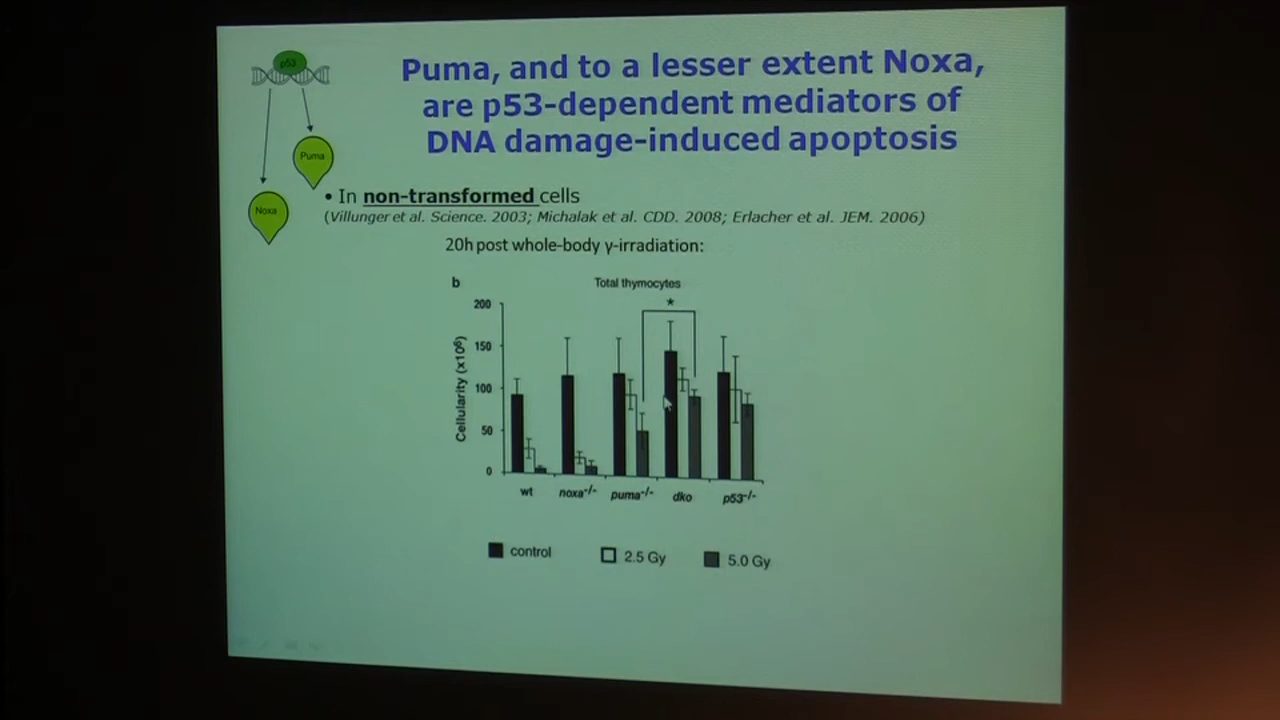 p53
Puma
Noxa
Puma, and to a lesser extent Noxa,
are p53-dependent mediators of
DNA damage-induced apoptosis
• In non-transformed cells
(Villunger et al. Science. 2003; Michalak et al. CDD. 2008; Erlacher et al. JEM. 2006)
20h post whole-body γ-irradiation:
b
Total thymocytes
*
Cellularity (x10⁶)
200
150
100
50
0
wt noxa⁻/⁻ puma⁻/⁻ dko p53⁻/⁻
control 2.5 Gy 5.0 Gy